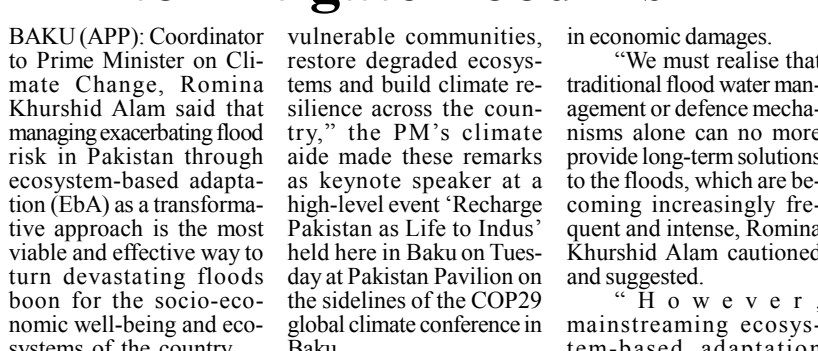 BAKU (APP): Coordinator
to Prime Minister on Cli-
mate Change, Romina
Khurshid Alam said that
managing exacerbating flood
risk in Pakistan through
ecosystem-based adapta-
tion (EbA) as a transforma-
tive approach is the most
viable and effective way to
turn devastating floods
boon for the socio-eco-
nomic well-being and eco-
systems of the country
vulnerable communities,
restore degraded ecosys-
tems and build climate re-
silience across the coun-
try,” the PM’s climate
aide made these remarks
as keynote speaker at a
high-level event ‘Recharge
Pakistan as Life to Indus’
held here in Baku on Tues-
day at Pakistan Pavilion on
the sidelines of the COP29
global climate conference in
Baku
in economic damages.
“We must realise that
traditional flood water man-
agement or defence mecha-
nisms alone can no more
provide long-term solutions
to the floods, which are be-
coming increasingly fre-
quent and intense, Romina
Khurshid Alam cautioned
and suggested.
“However,
mainstreaming ecosys-
tem-based adaptation